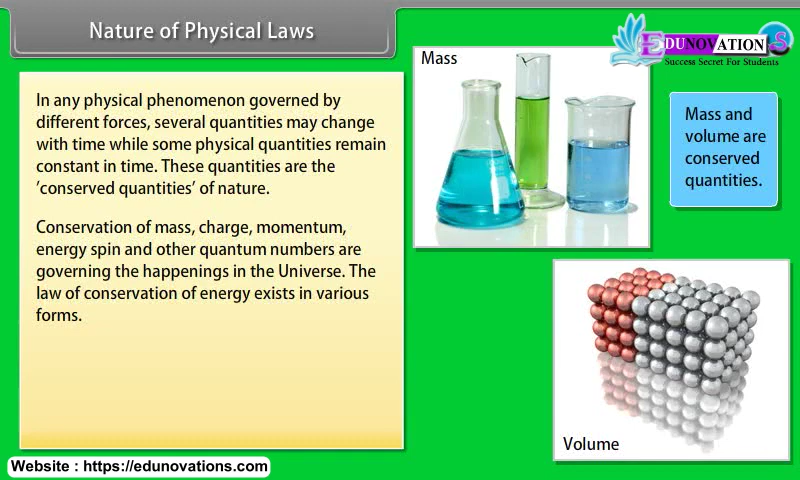 Nature of Physical Laws
EDUNOVATIONS
Success Secret For Students
In any physical phenomenon governed by
different forces, several quantities may change
with time while some physical quantities remain
constant in time. These quantities are the
‘conserved quantities’ of nature.
Conservation of mass, charge, momentum,
energy spin and other quantum numbers are
governing the happenings in the Universe. The
law of conservation of energy exists in various
forms.
Mass
Mass and
volume are
conserved
quantities.
Volume
Website : https://edunovations.com